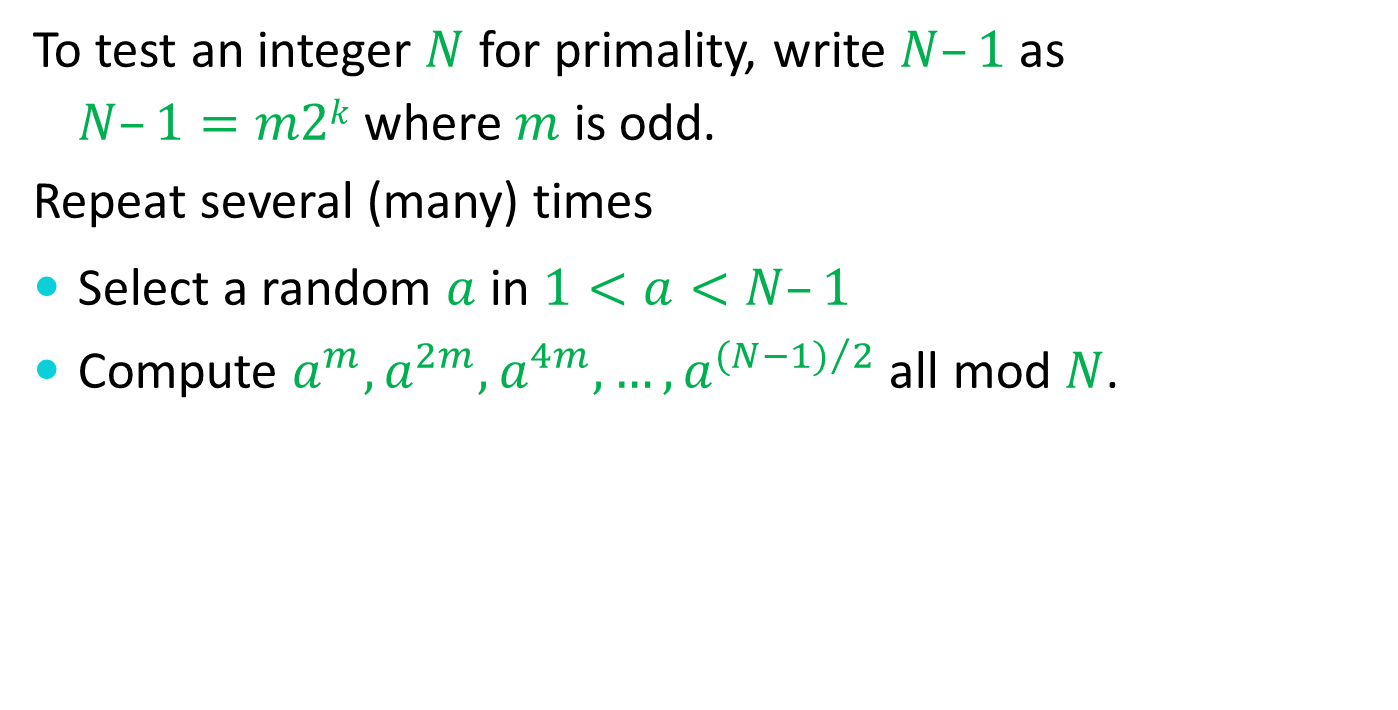 To test an integer N for primality, write N– 1 as
N– 1 = m2ᵏ where m is odd.
Repeat several (many) times
• Select a random a in 1 < a < N– 1
• Compute a^m, a^{2m}, a^{4m}, …, a^{(N−1)/2} all mod N.